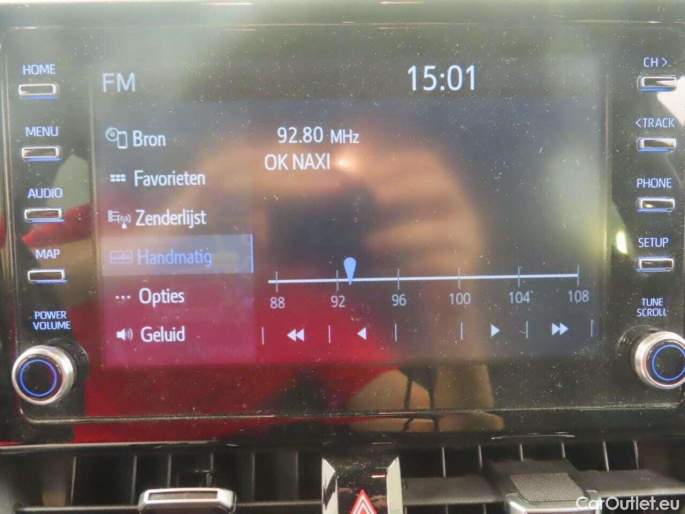 HOME
MENU
AUDIO
MAP
POWER
VOLUME
FM
15:01
Bron
Favorieten
Zenderlijst
Handmatig
Opties
Geluid
92.80 MHz
OK NAXI
88 92 96 100 104 108
CH >
<TRACK
PHONE
SETUP
TUNE
SCROLL
CarOutlet.eu